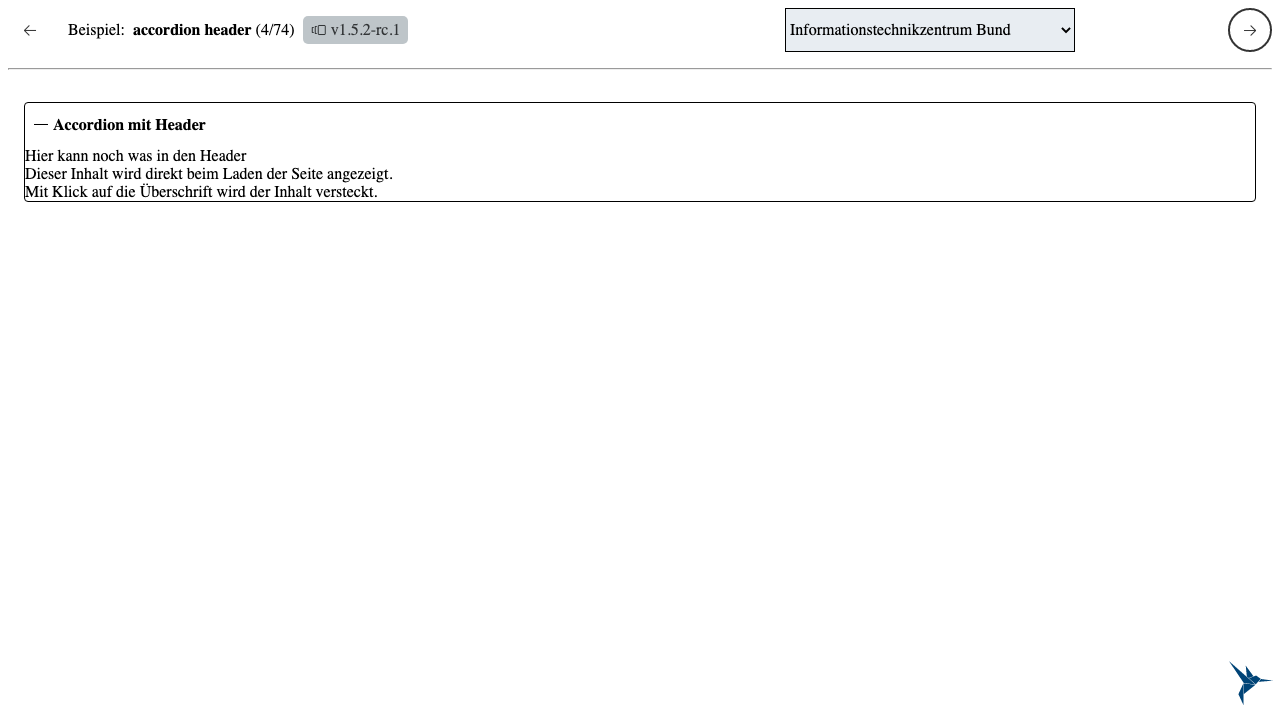 Beispiel: accordion header (4/74) v1.5.2-rc.1 Informationstechnikzentrum Bund
Accordion mit Header
Hier kann noch was in den Header
Dieser Inhalt wird direkt beim Laden der Seite angezeigt.
Mit Klick auf die Überschrift wird der Inhalt versteckt.